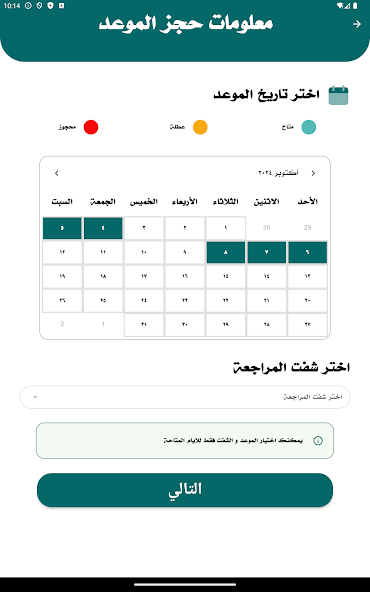 10:14
معلومات حجز الموعد
اختر تاريخ الموعد
متاح عطلة محجوز
أكتوبر ٢٠٢٤
الأحد الاثنين الثلاثاء الأربعاء الخميس الجمعة السبت
29 30 ١ ٢ ٣ ٤ ٥
٦ ٧ ٨ ٩ ١٠ ١١ ١٢
١٣ ١٤ ١٥ ١٦ ١٧ ١٨ ١٩
٢٠ ٢١ ٢٢ ٢٣ ٢٤ ٢٥ ٢٦
٢٧ ٢٨ ٢٩ ٣٠ ٣١ 1 2
اختر شفت المراجعة
اختر شفت المراجعة
يمكنك اختيار الموعد و الشفت فقط للايام المتاحة
التالي